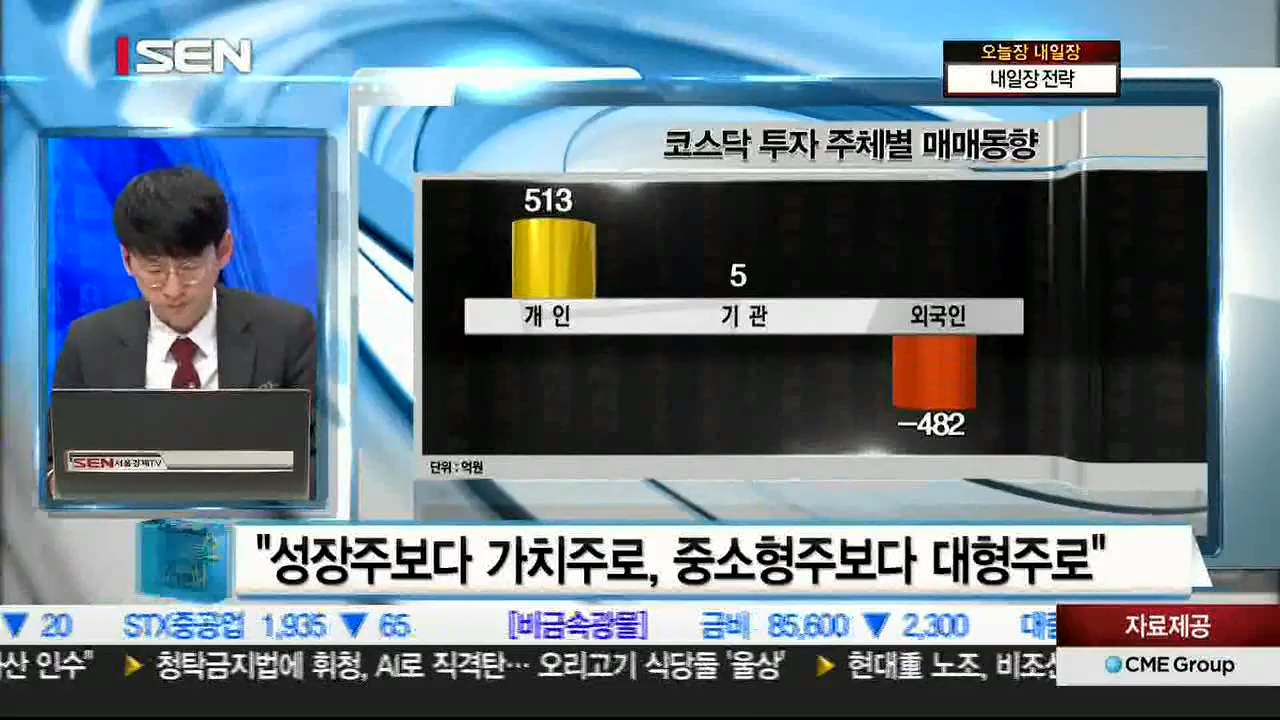 SEN
오늘장 내일장
내일장 전략
코스닥 투자 주체별 매매동향
513
5
개 인
기 관
외국인
-482
단위 : 억원
SEN 서울경제TV
"성장주보다 가치주로, 중소형주보다 대형주로"
▼ 20 STX중공업 1,935 ▼ 65 [비금속광물] 금비 85,600 ▼ 2,300
자료제공
인수" ▶ 청탁금지법에 휘청, AI로 직격탄… 오리고기 식당들 '울상' ▶ 현대重 노조, 비조선
CME Group